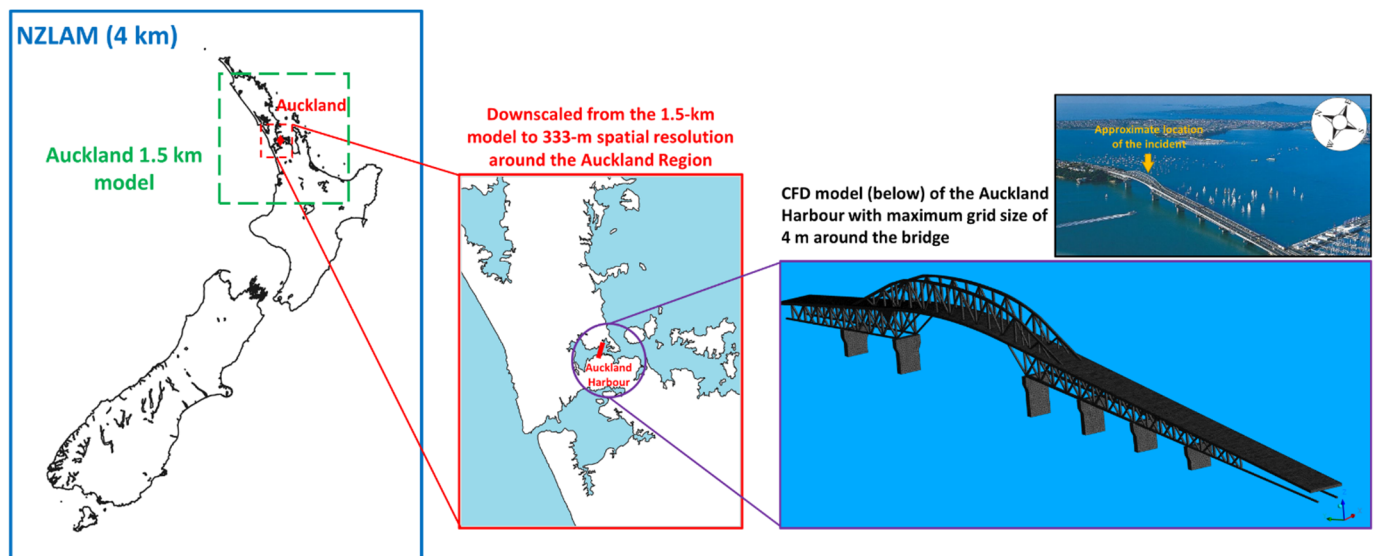 NZLAM (4 km)
Auckland
Auckland 1.5 km
model
Downscaled from the 1.5-km
model to 333-m spatial resolution
around the Auckland Region
Auckland
Harbour
Approximate location
of the incident
CFD model (below) of the Auckland
Harbour with maximum grid size of
4 m around the bridge